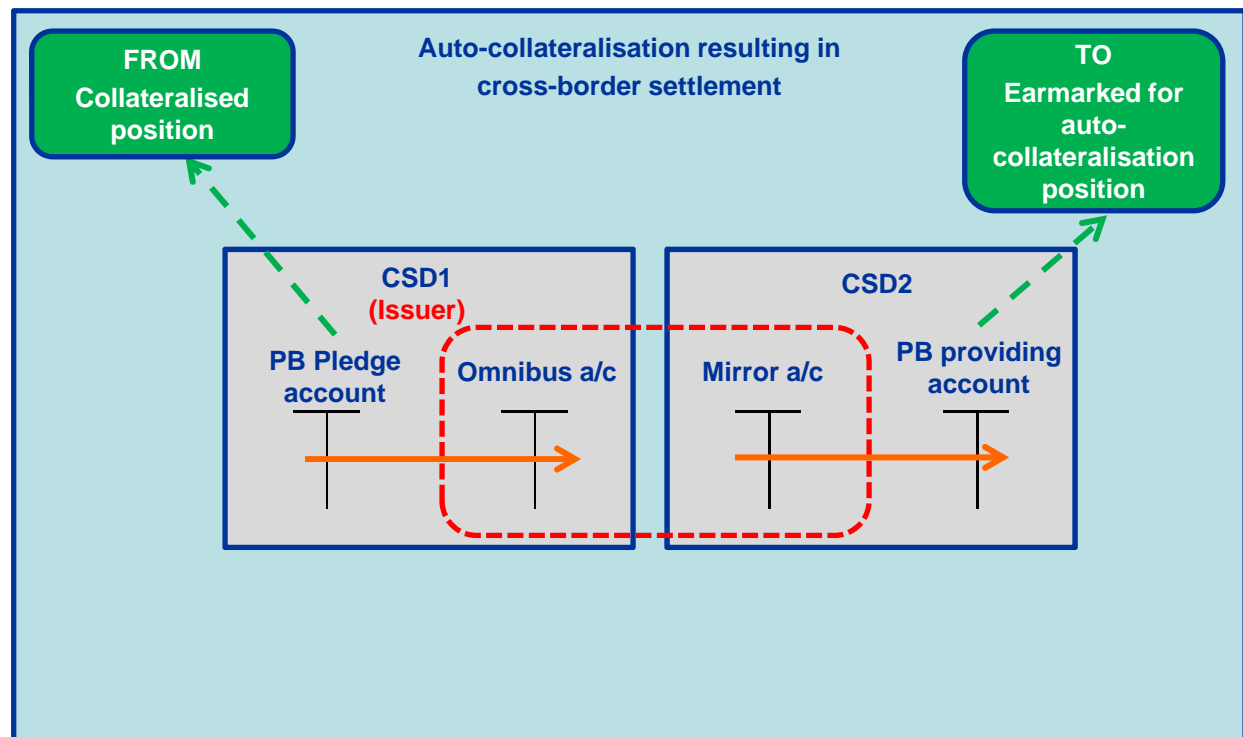 Auto-collateralisation resulting in
cross-border settlement
FROM
Collateralised
position
TO
Earmarked for
auto-
collateralisation
position
CSD1
(Issuer)
PB Pledge
account
Omnibus a/c
CSD2
Mirror a/c
PB providing
account